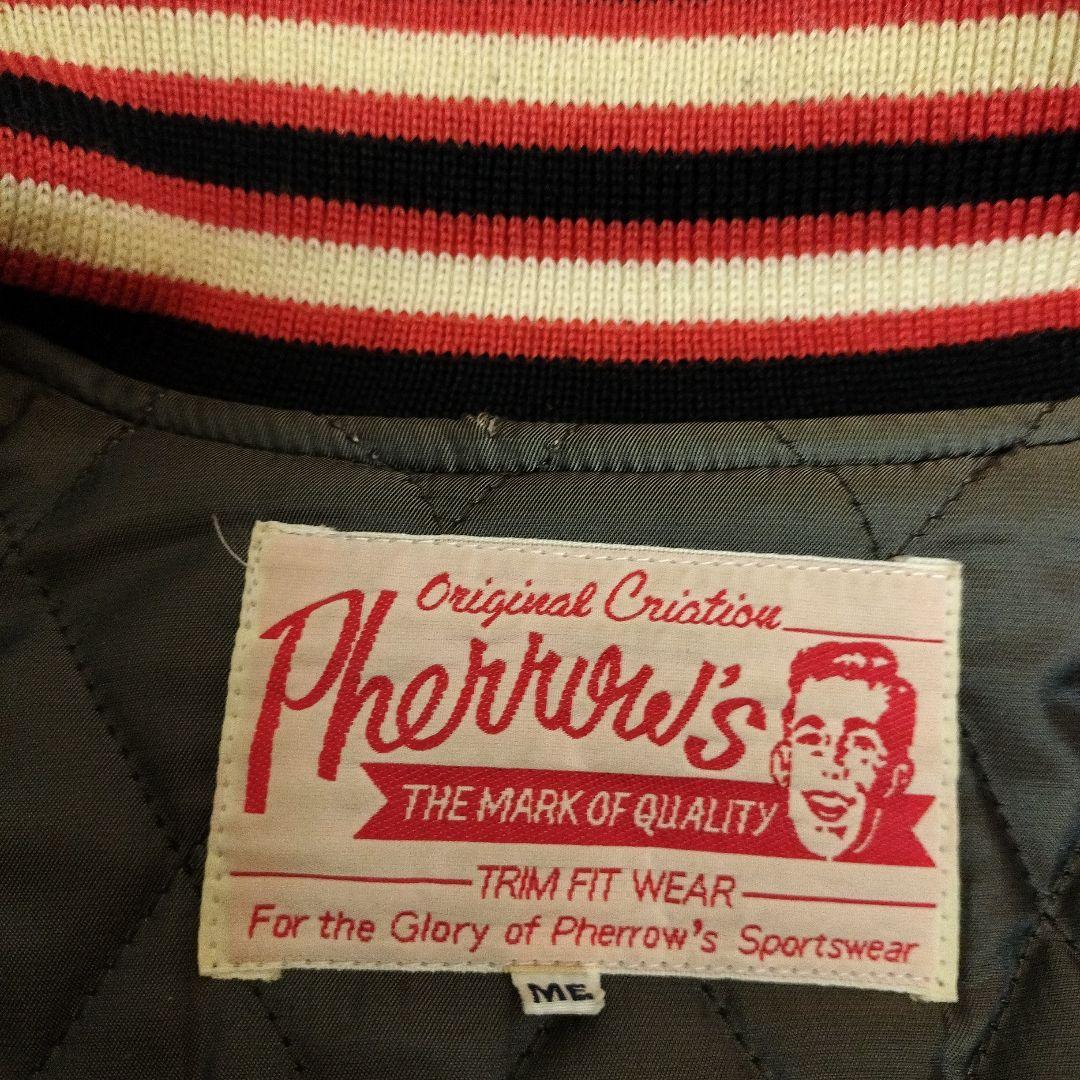 Original Criation
Pherrow's
THE MARK OF QUALITY
TRIM FIT WEAR
For the Glory of Pherrow's Sportswear
ME.